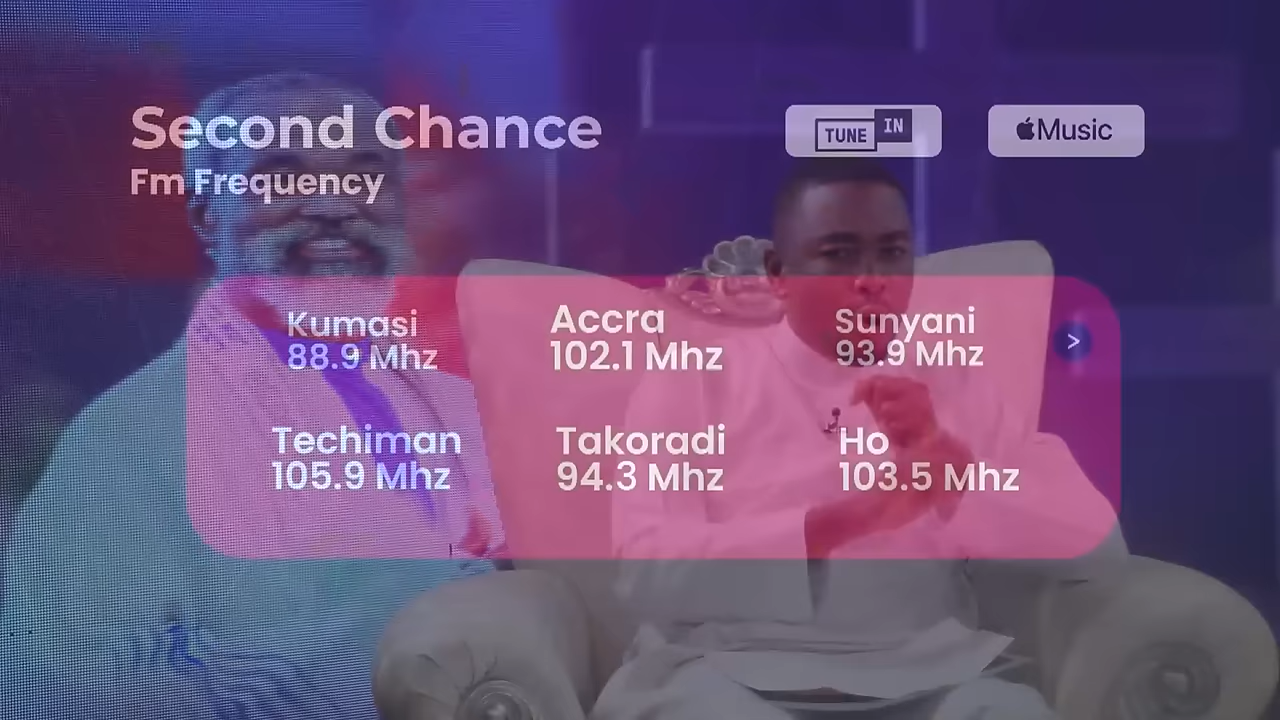 Second Chance
Fm Frequency
TUNE IN
Music
Kumasi
88.9 Mhz
Accra
102.1 Mhz
Sunyani
93.9 Mhz
>
Techiman
105.9 Mhz
Takoradi
94.3 Mhz
Ho
103.5 Mhz